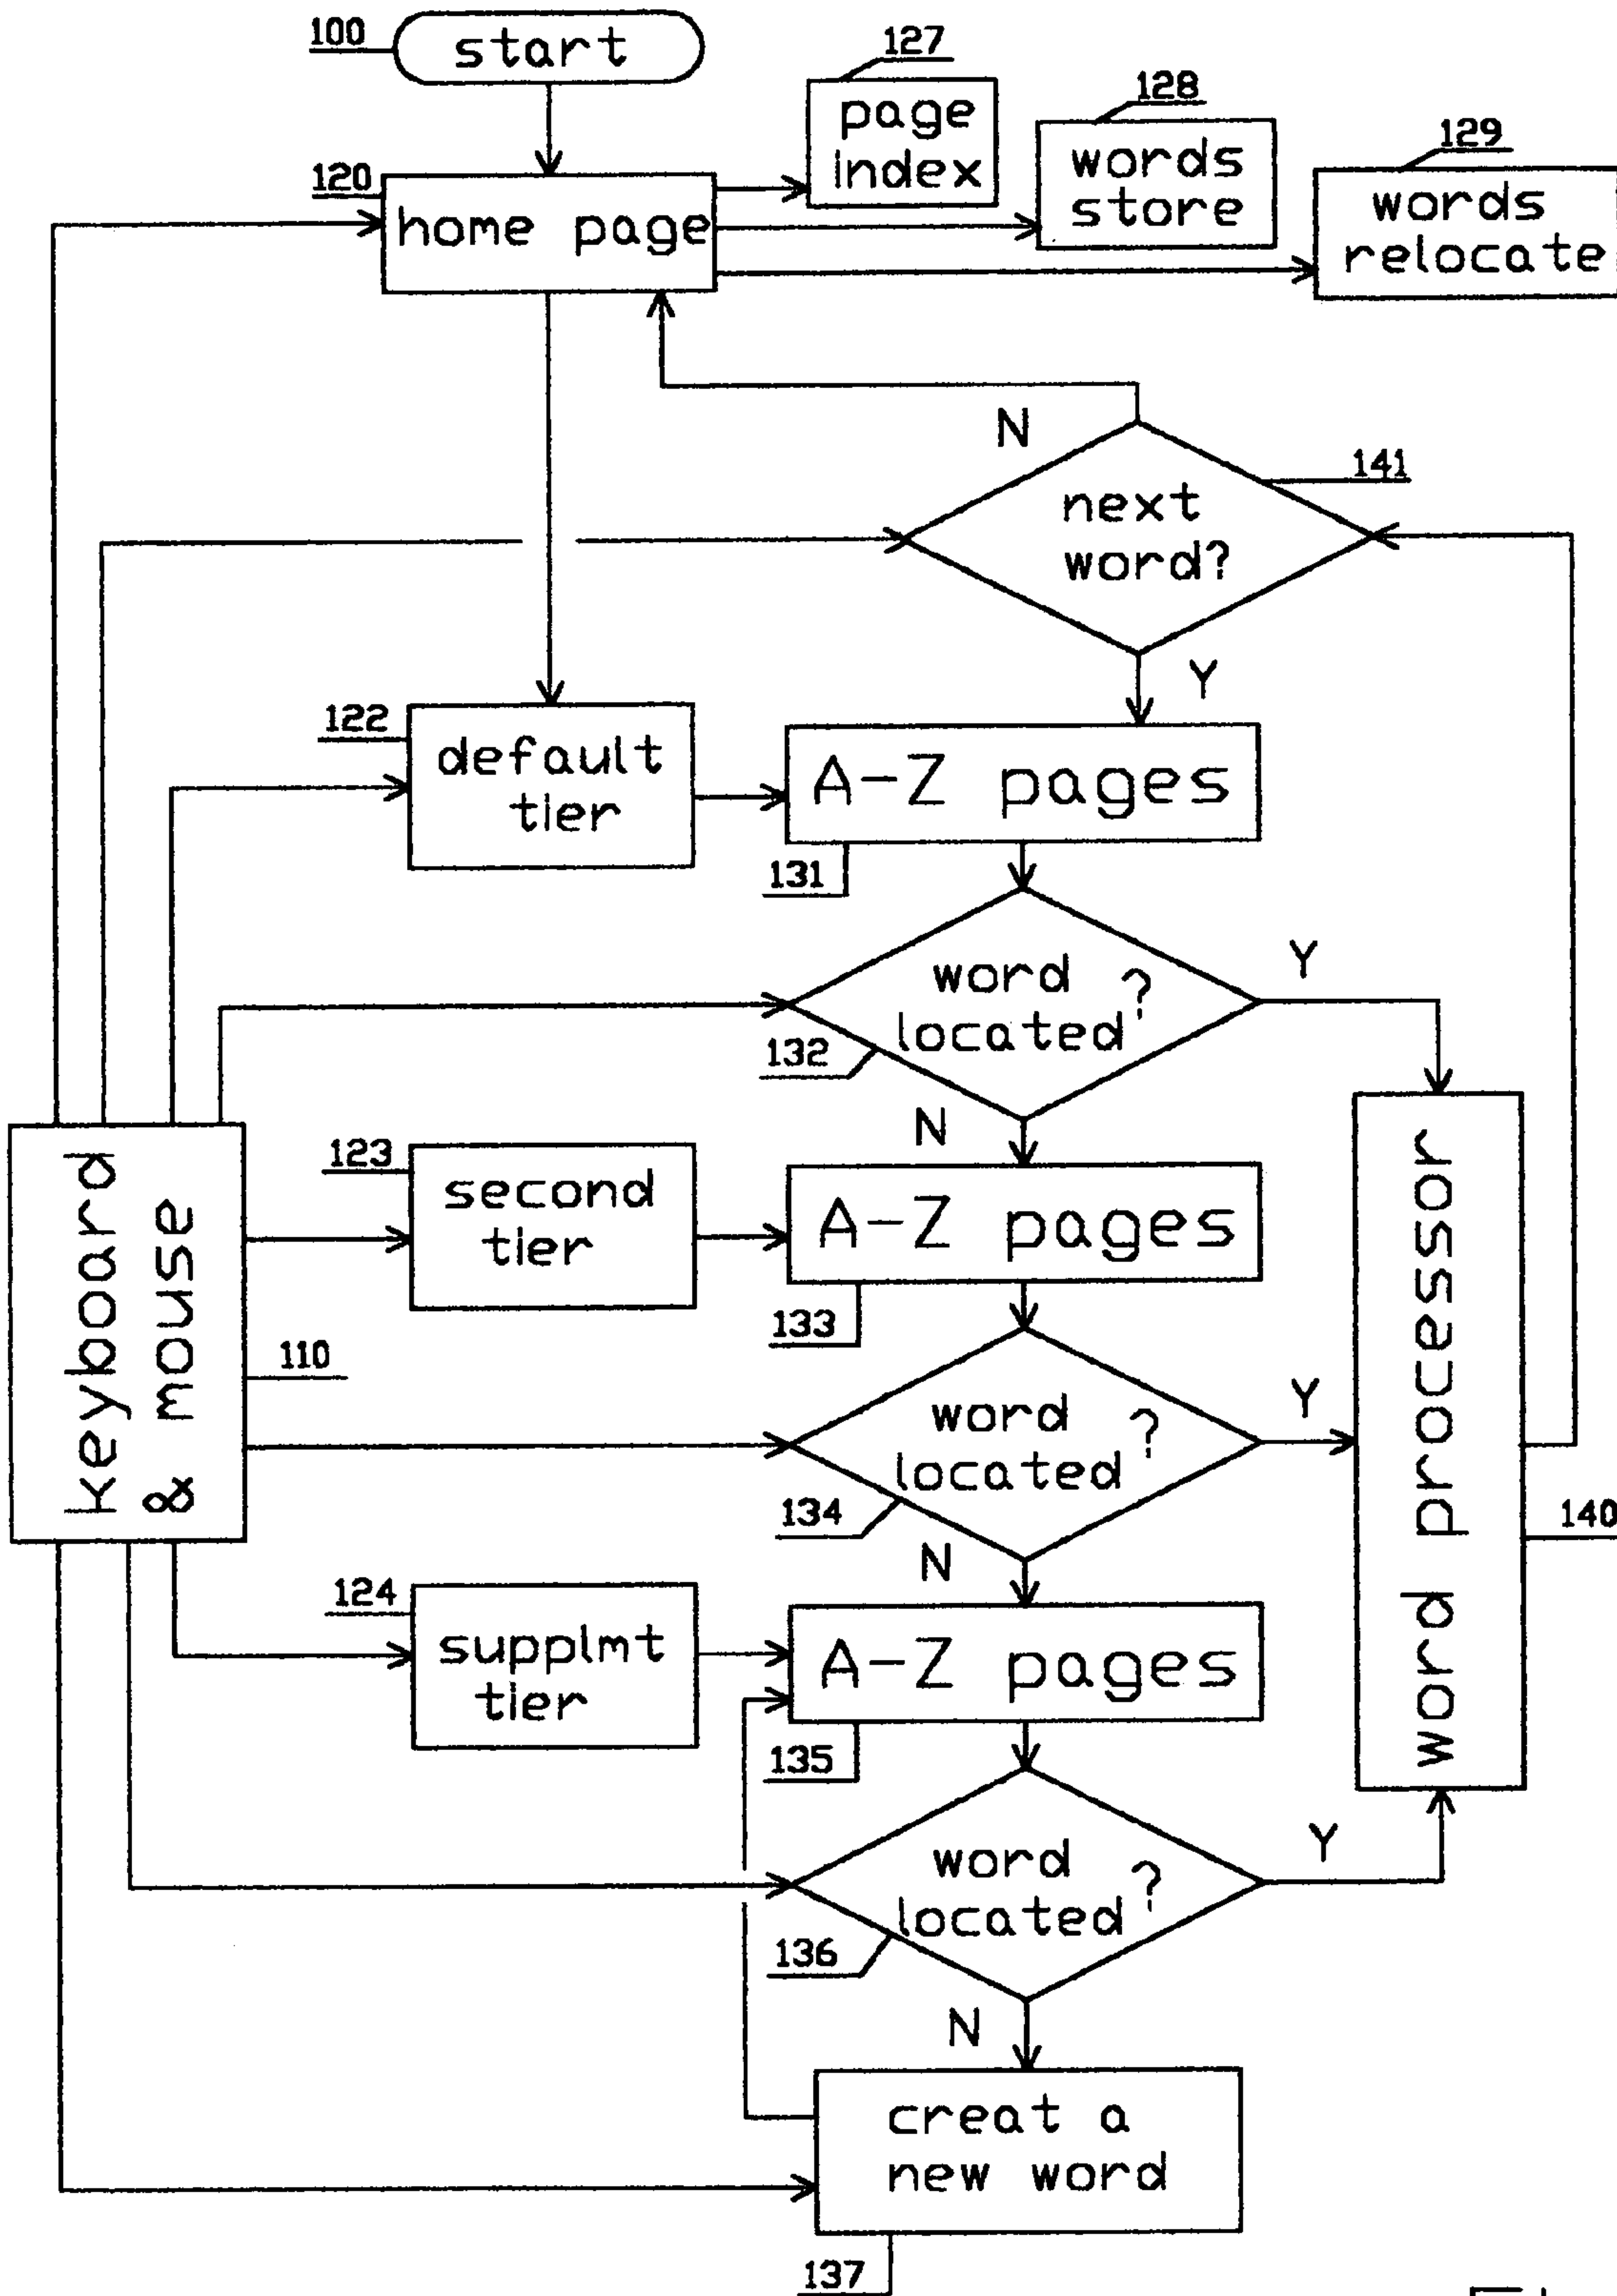 100
start
127
page
index
128
words
store
129
words
relocate
120
home page
N
141
next
word?
Y
122
default
tier
A-Z pages
131
word
located ?
Y
132
N
keyboard
& mouse
110
123
second
tier
A-Z pages
133
word
located ?
Y
134
N
word processor
140
124
supplmt
tier
A-Z pages
135
word
located ?
Y
136
N
creat a
new word
137